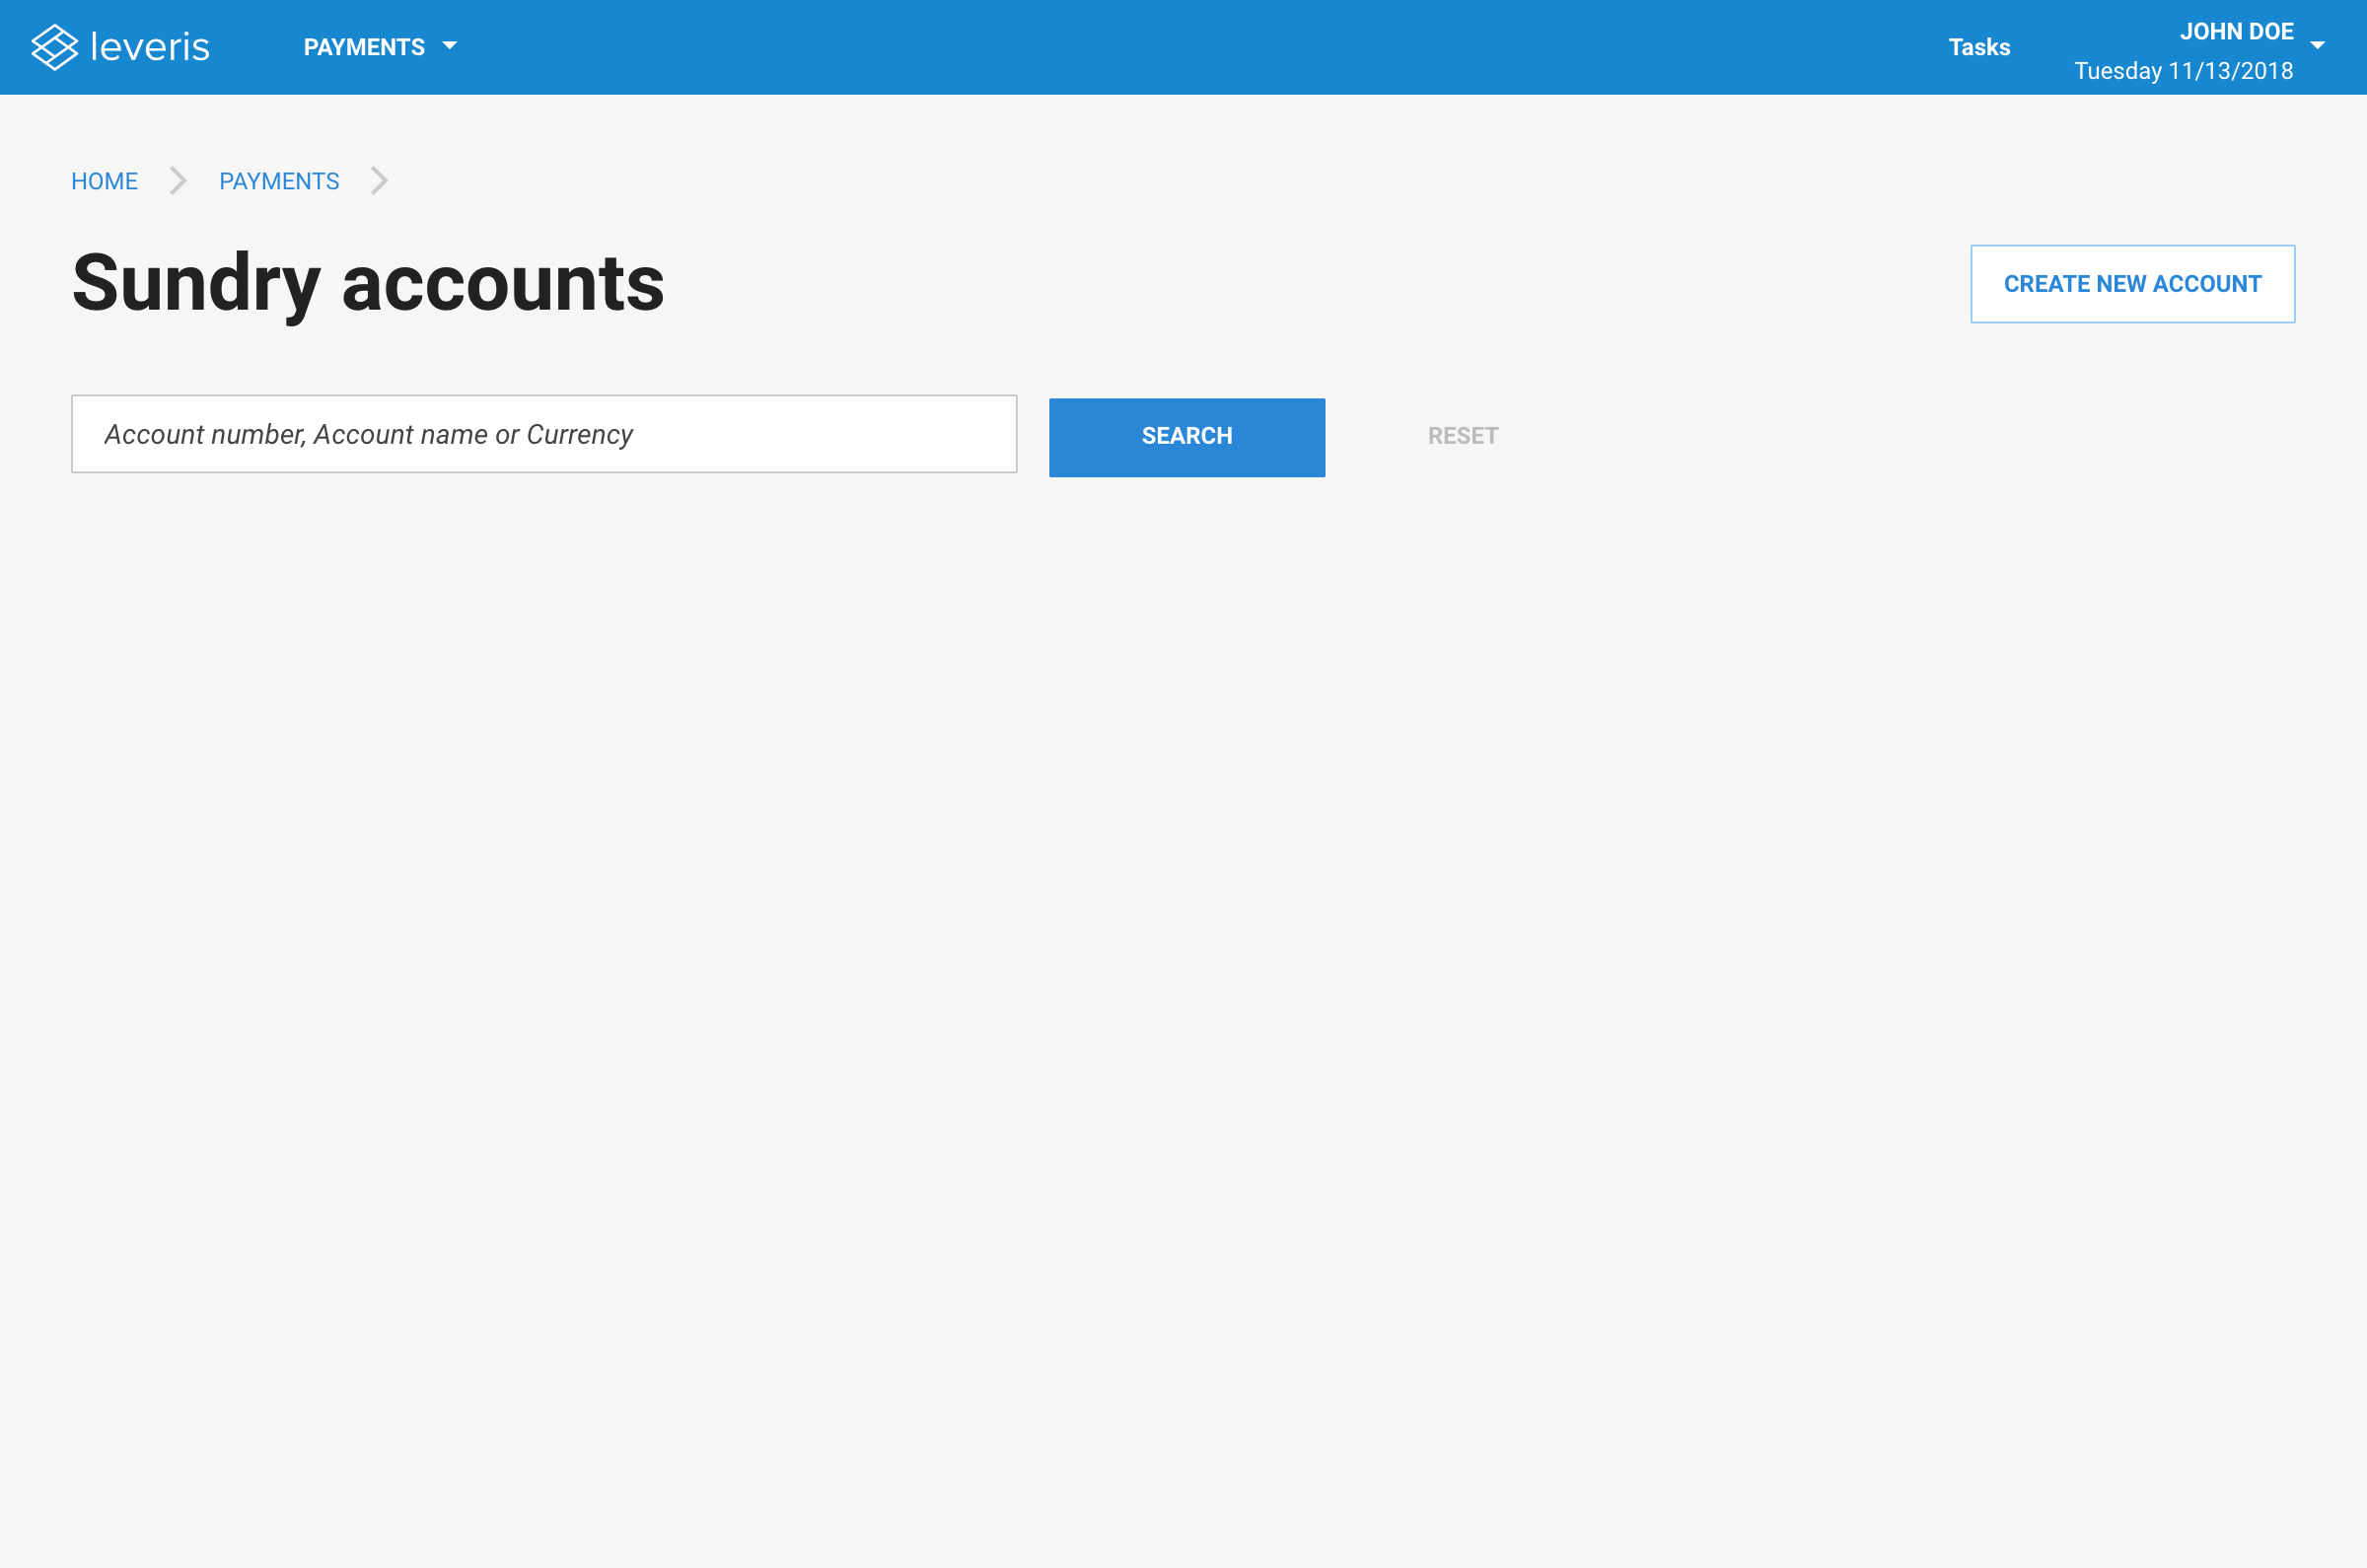 leveris
PAYMENTS
Tasks
JOHN DOE
Tuesday 11/13/2018
HOME
PAYMENTS
Sundry accounts
CREATE NEW ACCOUNT
Account number, Account name or Currency
SEARCH
RESET